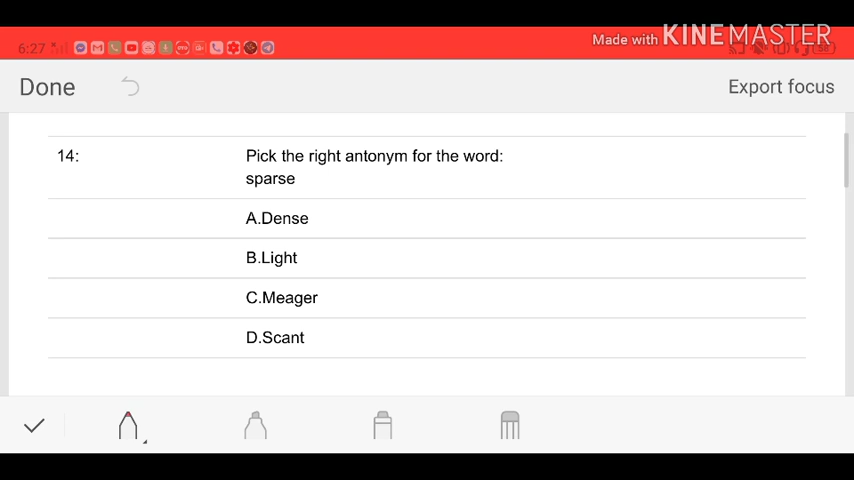 Made with KINEMASTER
6:27
Done
Export focus
14:
Pick the right antonym for the word:
sparse
A.Dense
B.Light
C.Meager
D.Scant